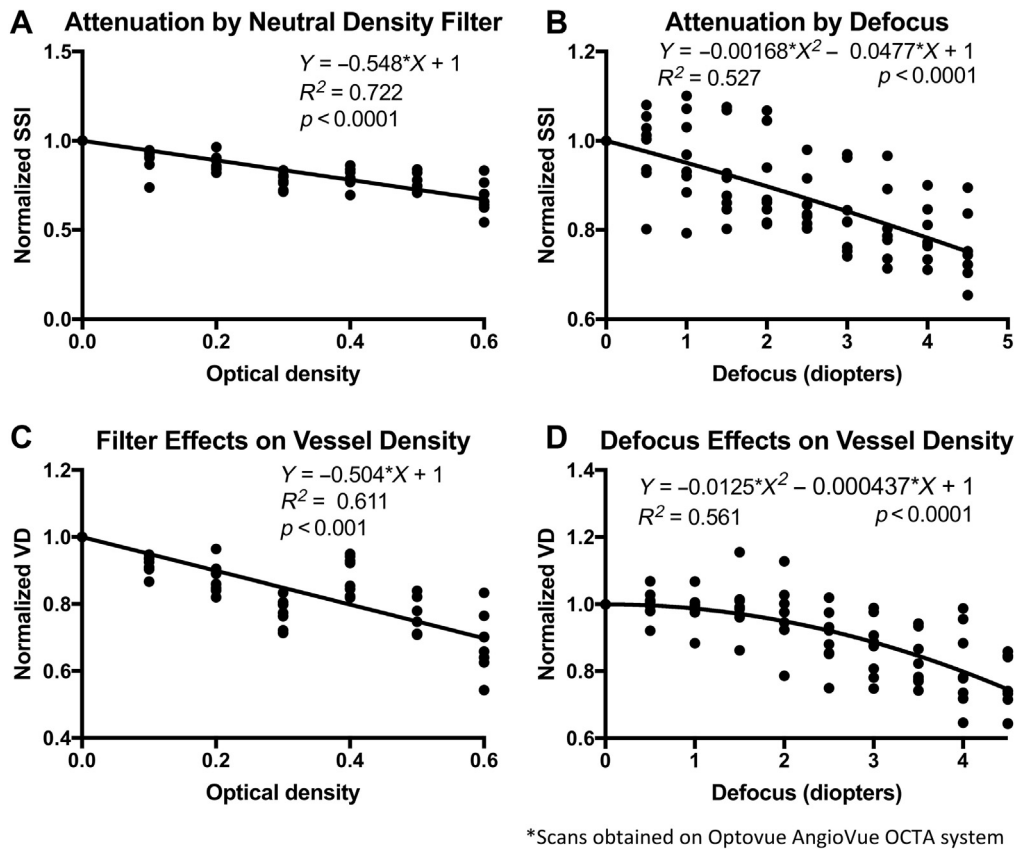 A Attenuation by Neutral Density Filter
Y = –0.548*X + 1
R² = 0.722
p < 0.0001
Normalized SSI
1.5
1.0
0.5
0.0
0.0 0.2 0.4 0.6
Optical density
B Attenuation by Defocus
Y = –0.00168*X² – 0.0477*X + 1
R² = 0.527 p < 0.0001
Normalized SSI
1.2
1.0
0.8
0.6
0 1 2 3 4 5
Defocus (diopters)
C Filter Effects on Vessel Density
Y = –0.504*X + 1
R² = 0.611
p < 0.001
Normalized VD
1.2
1.0
0.8
0.6
0.4
0.0 0.2 0.4 0.6
Optical density
D Defocus Effects on Vessel Density
Y = –0.0125*X² – 0.000437*X + 1
R² = 0.561 p < 0.0001
Normalized VD
1.4
1.2
1.0
0.8
0.6
0 1 2 3 4
Defocus (diopters)
*Scans obtained on Optovue AngioVue OCTA system